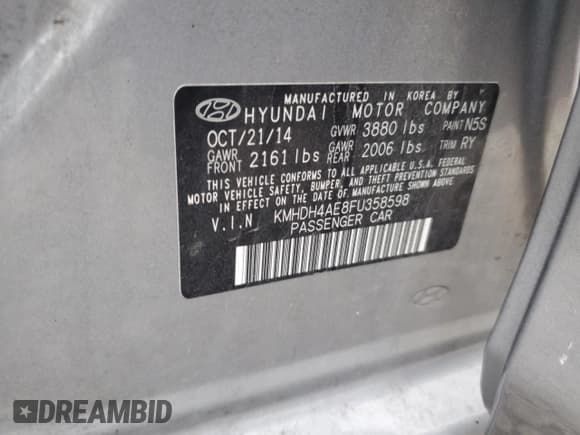 MANUFACTURED IN KOREA BY
HYUNDAI MOTOR COMPANY
OCT/21/14 GVWR 3880 lbs PAINT N5S
GAWR FRONT 2161 lbs GAWR REAR 2006 lbs TRIM RY
THIS VEHICLE CONFORMS TO ALL APPLICABLE U.S.A. FEDERAL
MOTOR VEHICLE SAFETY, BUMPER, AND THEFT PREVENTION
STANDARDS IN EFFECT ON THE DATE OF MANUFACTURE SHOWN ABOVE.
V.I.N KMHDH4AE8FU358598
PASSENGER CAR
DREAMBID